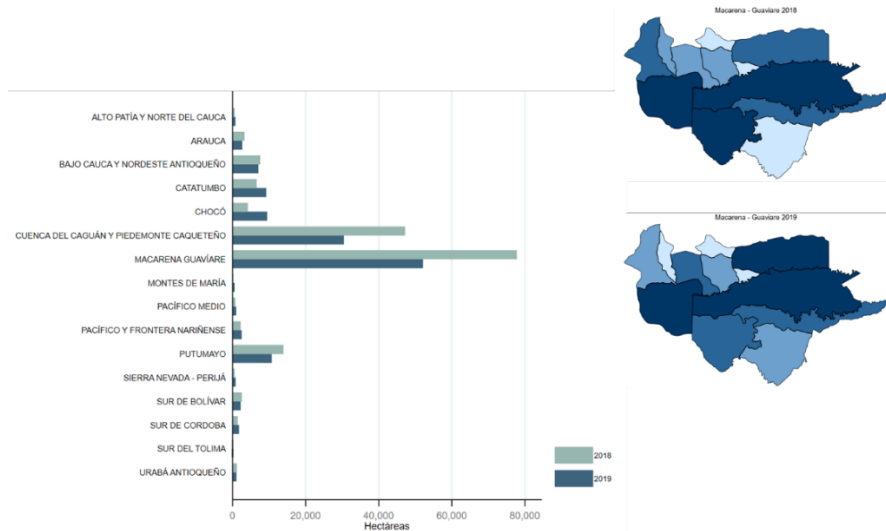 Macarena - Guaviare 2018
ALTO PATÍA Y NORTE DEL CAUCA
ARAUCA
BAJO CAUCA Y NORDESTE ANTIOQUEÑO
CATATUMBO
CHOCÓ
CUENCA DEL CAGUÁN Y PIEDEMONTE CAQUETEÑO
MACARENA GUAVIARE
MONTES DE MARÍA
PACÍFICO MEDIO
PACÍFICO Y FRONTERA NARIÑENSE
PUTUMAYO
SIERRA NEVADA - PERIJÁ
SUR DE BOLÍVAR
SUR DE CORDOBA
SUR DEL TOLIMA
URABÁ ANTIOQUEÑO
2018
2019
0 20,000 40,000 60,000 80,000
Hectáreas
Macarena - Guaviare 2019